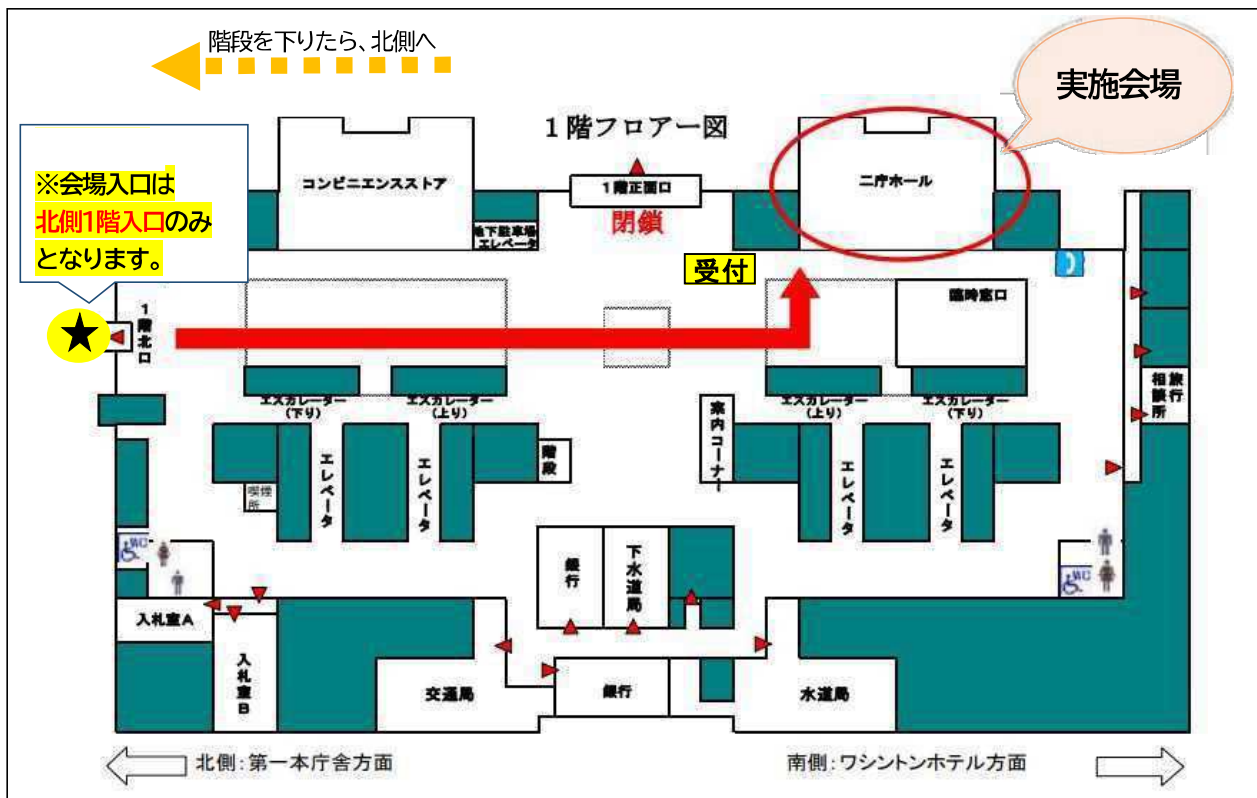 階段を下りたら、北側へ
実施会場
1階フロアー図
※会場入口は
北側1階入口のみ
となります。
コンビニエンスストア
1階正面口
閉鎖
二庁ホール
地下駐車場
エレベータ
受付
臨時窓口
1階北口
★
エスカレーター
(下り)
エスカレーター
(上り)
エスカレーター
(上り)
エスカレーター
(下り)
旅行
相談所
案内コーナー
階段
エレベータ
エレベータ
エレベータ
エレベータ
喫煙
所
WC
銀行
下水道局
WC
入札室A
入札室B
交通局
銀行
水道局
北側:第一本庁舎方面
南側:ワシントンホテル方面